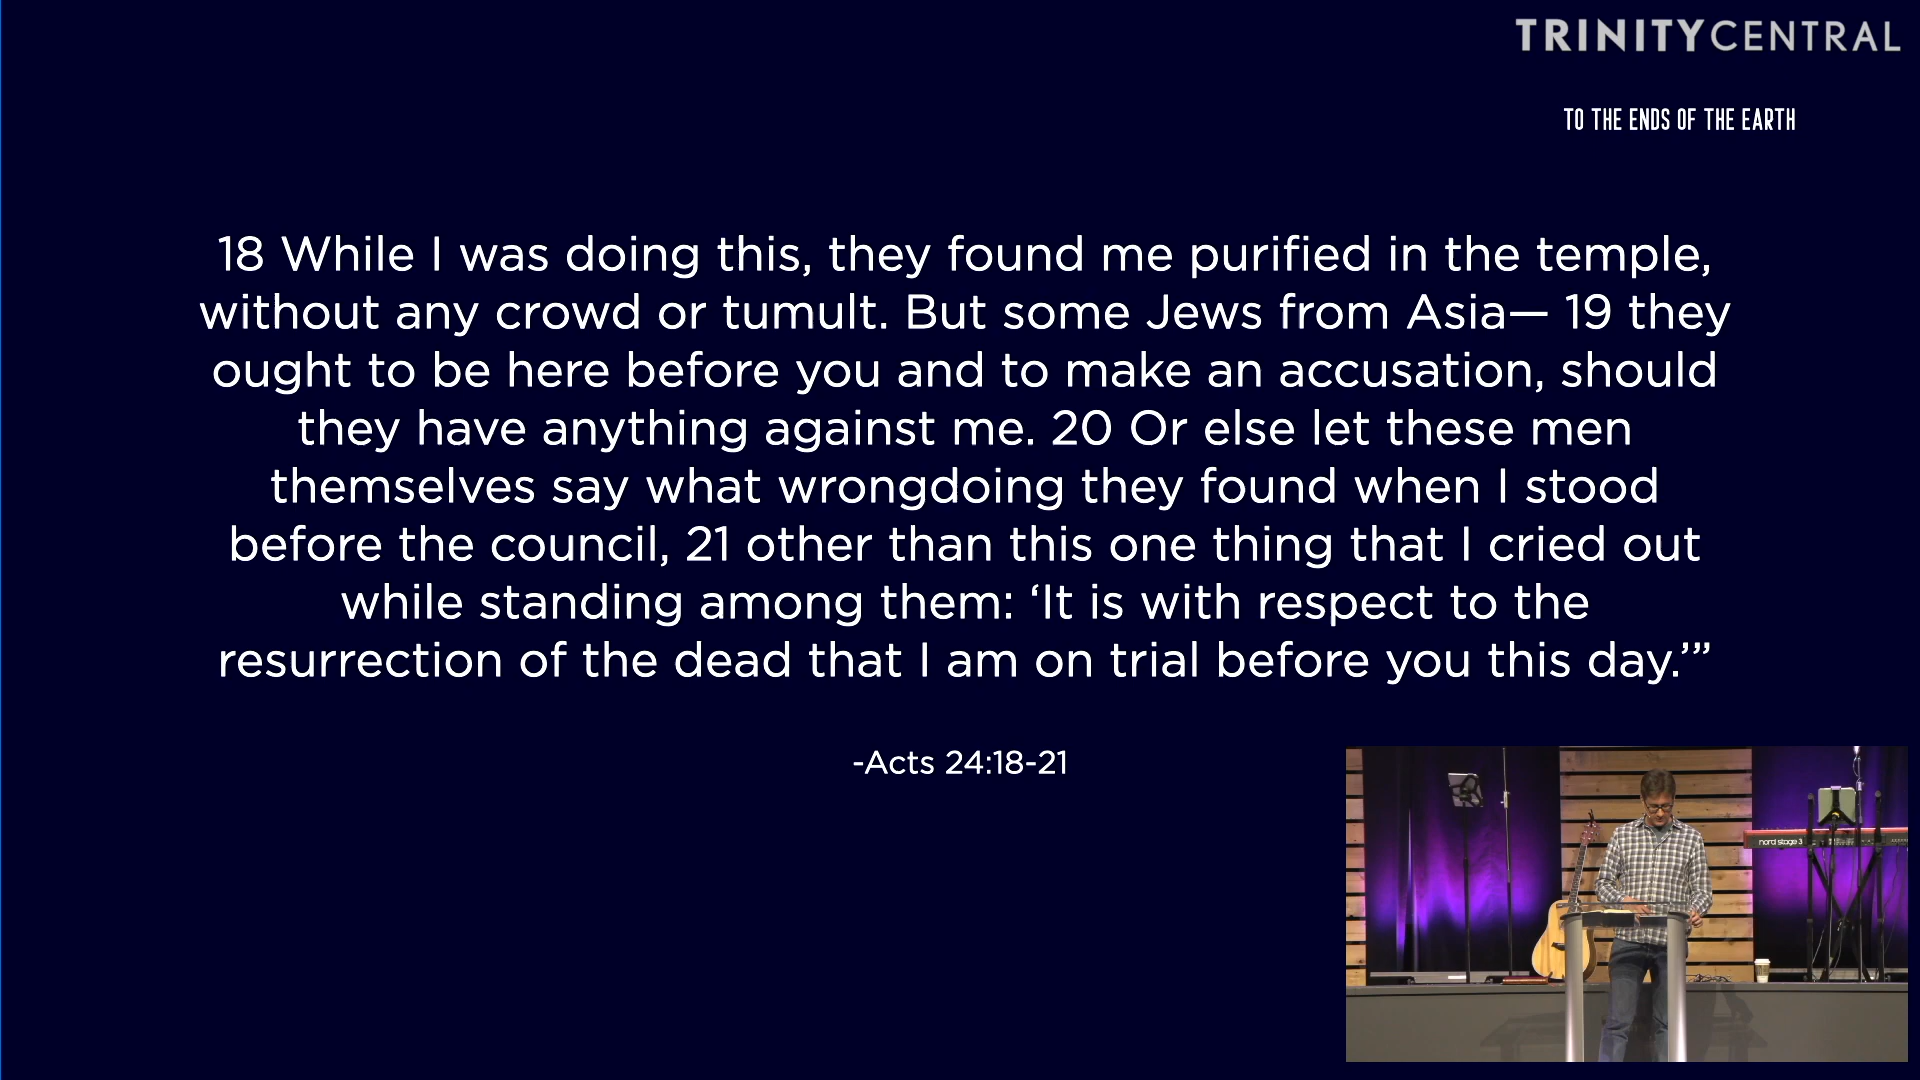 TRINITYCENTRAL
TO THE ENDS OF THE EARTH
18 While I was doing this, they found me purified in the temple,
without any crowd or tumult. But some Jews from Asia— 19 they
ought to be here before you and to make an accusation, should
they have anything against me. 20 Or else let these men
themselves say what wrongdoing they found when I stood
before the council, 21 other than this one thing that I cried out
while standing among them: ‘It is with respect to the
resurrection of the dead that I am on trial before you this day.’”
-Acts 24:18-21
nord stage 3